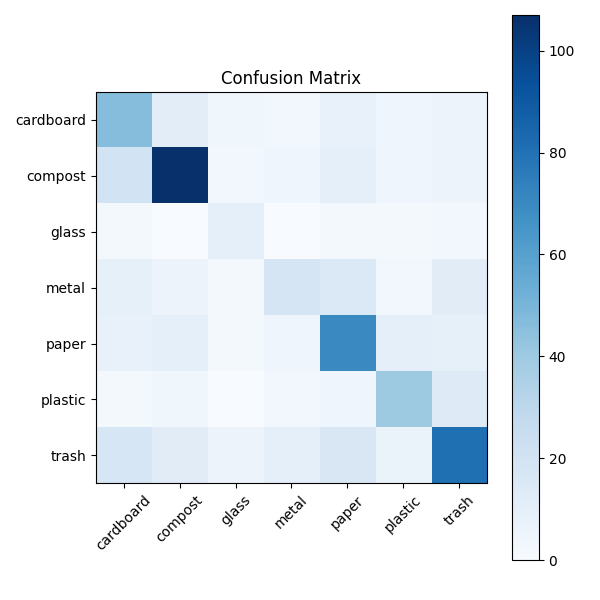 Confusion Matrix
cardboard
compost
glass
metal
paper
plastic
trash
cardboard
compost
glass
metal
paper
plastic
trash
100
80
60
40
20
0